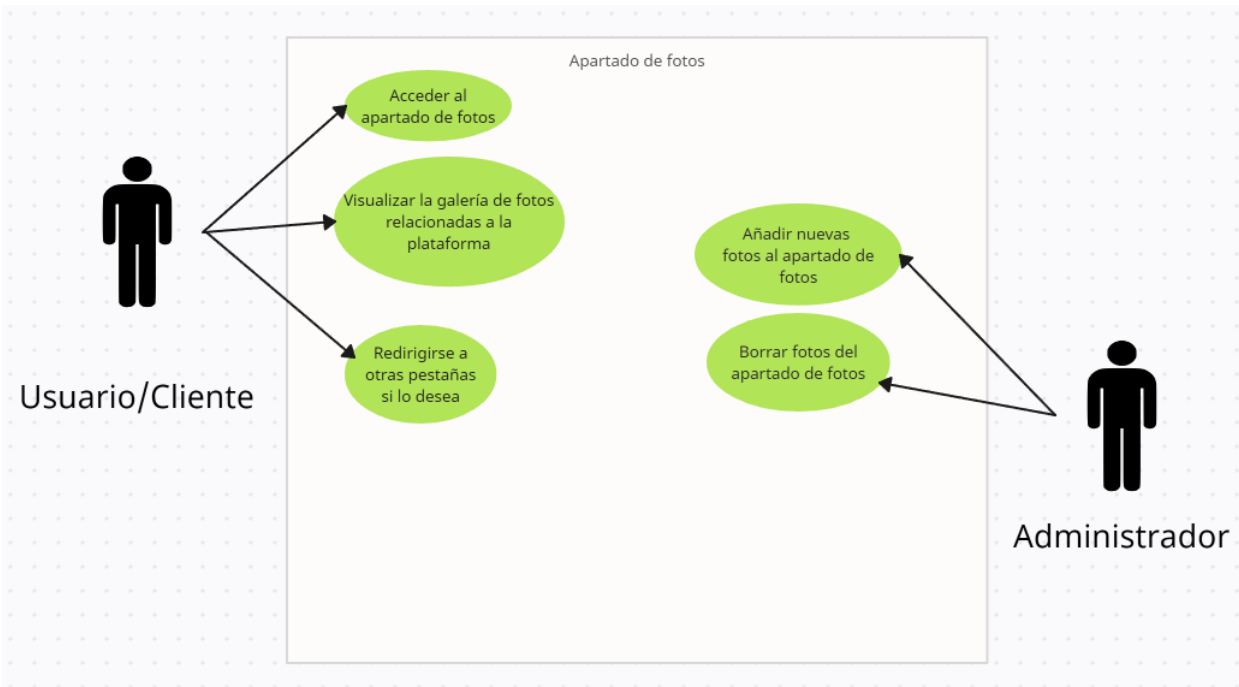 Apartado de fotos
Acceder al
apartado de fotos
Visualizar la galería de fotos
relacionadas a la
plataforma
Redirigirse a
otras pestañas
si lo desea
Usuario/Cliente
Añadir nuevas
fotos al apartado de
fotos
Borrar fotos del
apartado de fotos
Administrador